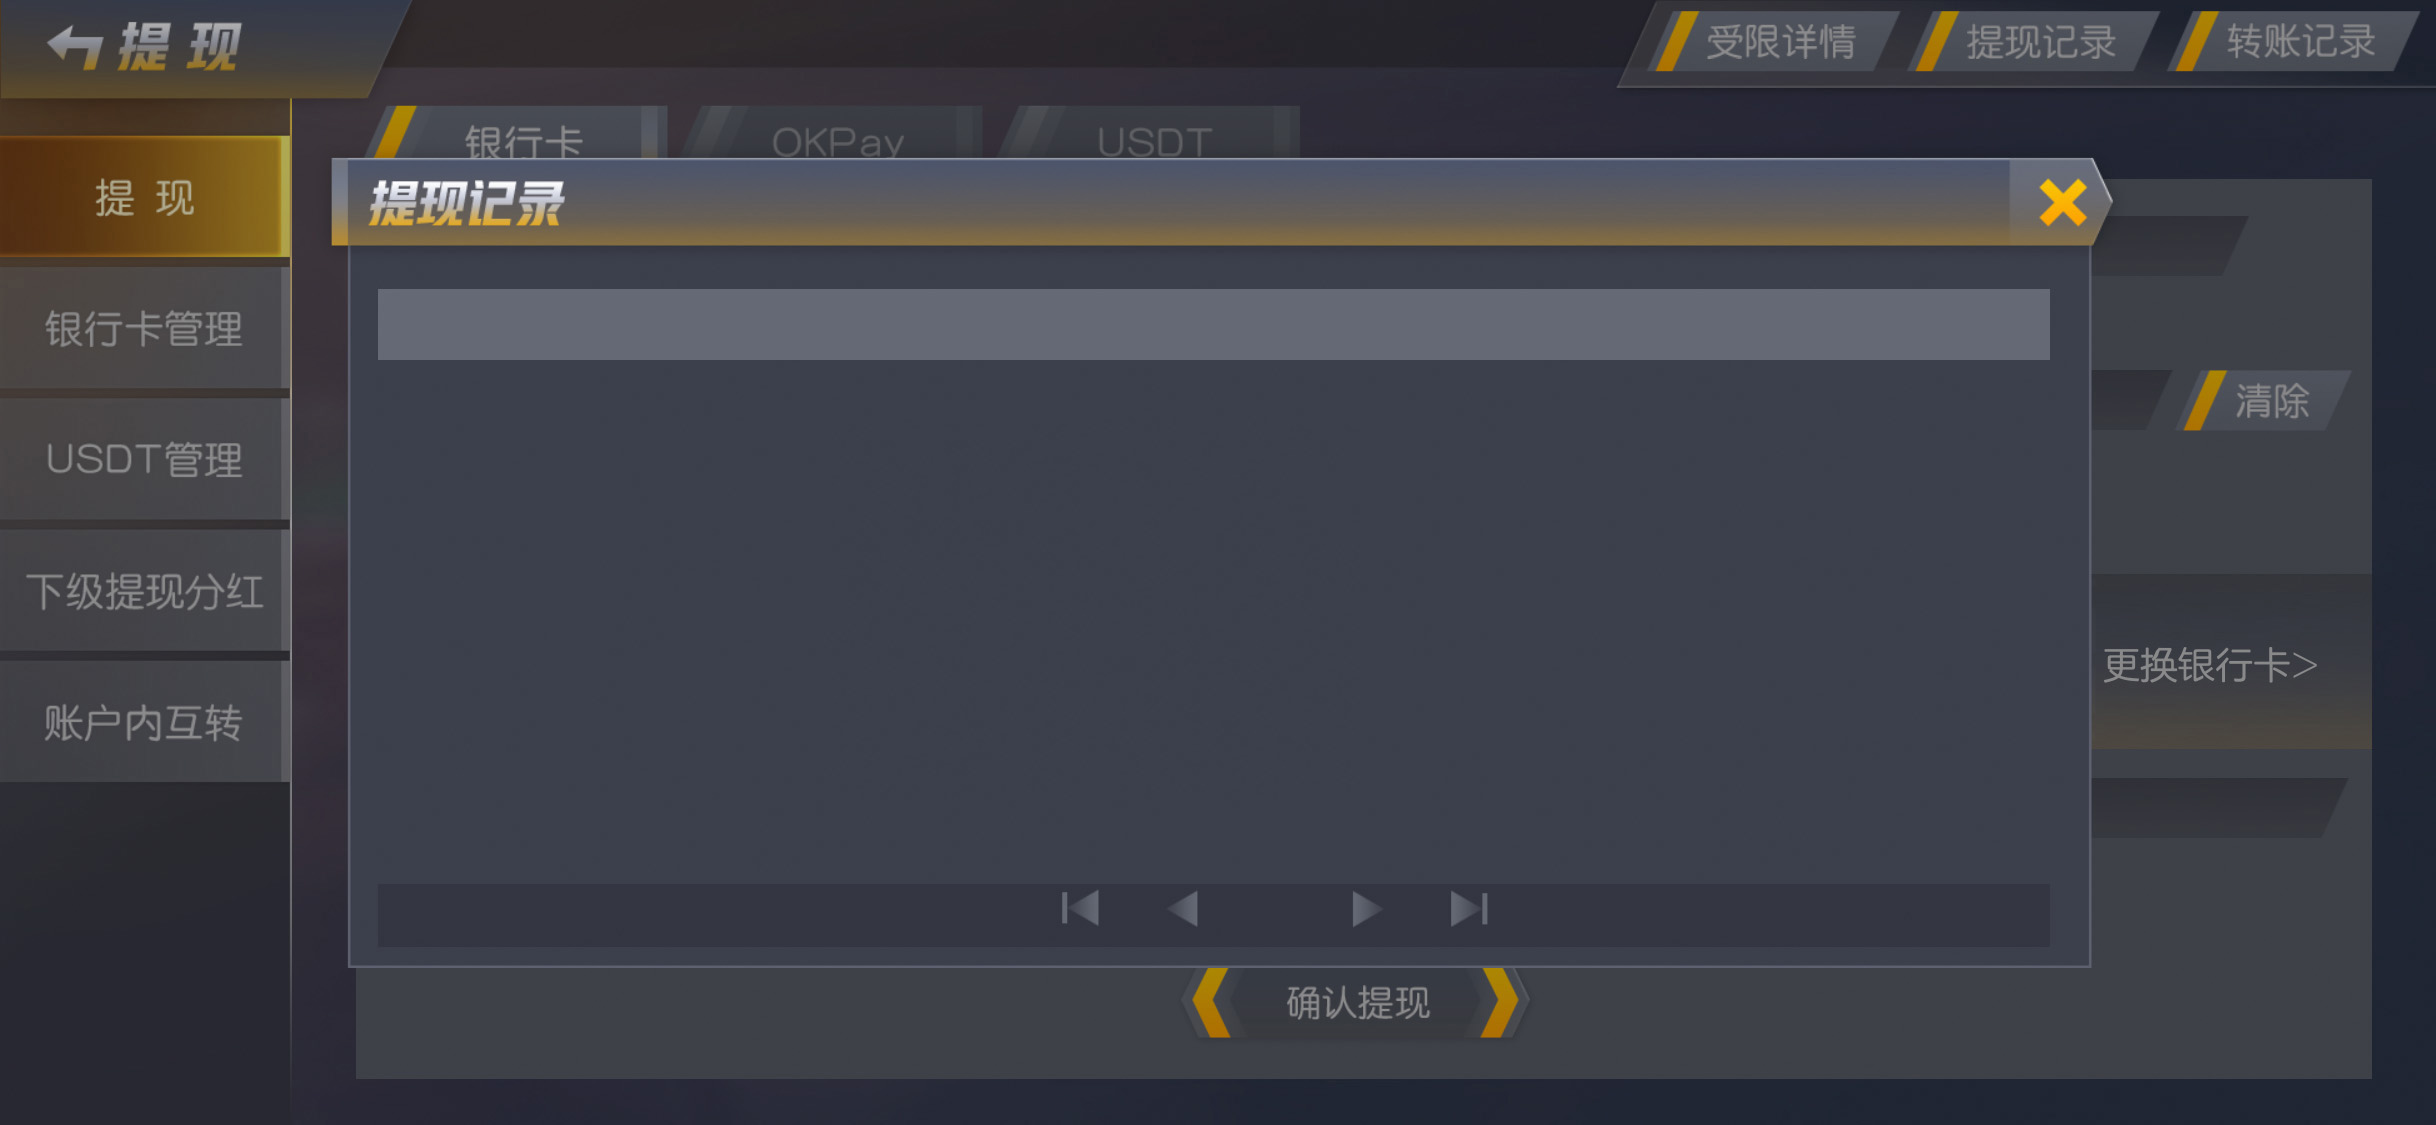 提 现
受限详情
提现记录
转账记录
银行卡
OKPay
USDT
提 现
提现记录
银行卡管理
清除
USDT管理
下级提现分红
更换银行卡>
账户内互转
确认提现